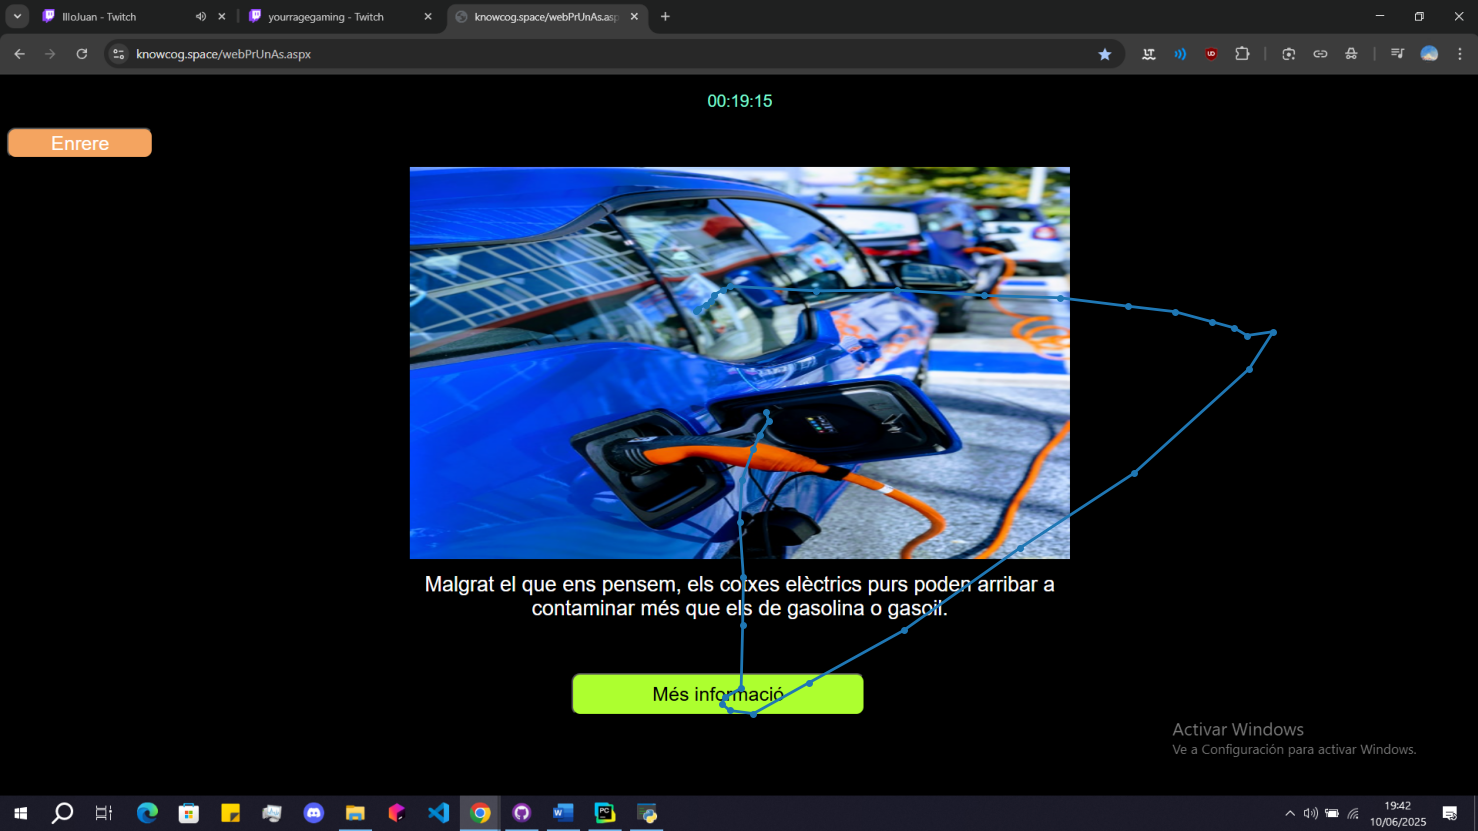 IlloJuan - Twitch
yourragegaming - Twitch
knowcog.space/webPrUnAs.asp
knowcog.space/webPrUnAs.aspx
00:19:15
Enrere
Malgrat el que ens pensem, els cotxes elèctrics purs poden arribar a
contaminar més que els de gasolina o gasoil.
Més informació
Activar Windows
Ve a Configuración para activar Windows.
19:42
10/06/2025